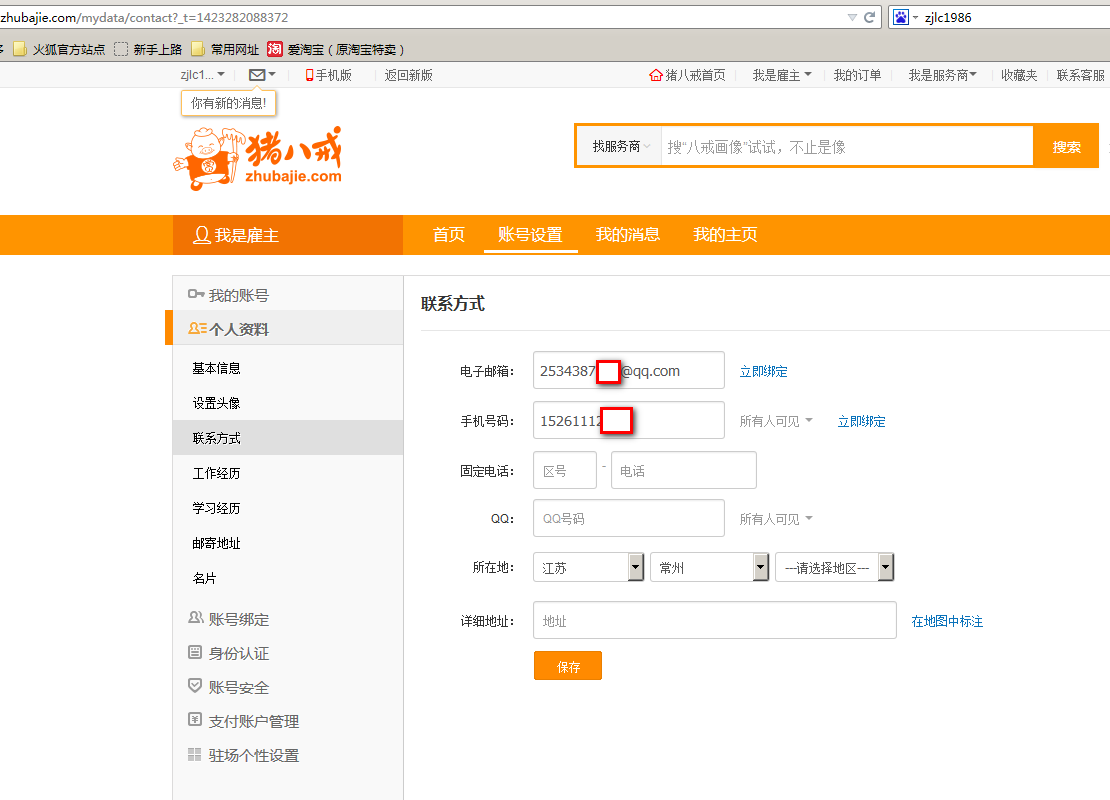 zhubajie.com/mydata/contact?_t=1423282088372
zjlc1986
火狐官方站点 新手上路 常用网址 爱淘宝（原淘宝特卖）
zjlc1... 手机版 返回新版 猪八戒首页 我是雇主 我的订单 我是服务商 收藏夹 联系客服
你有新的消息!
猪八戒
zhubajie.com
找服务商 搜“八戒画像”试试，不止是像 搜索
我是雇主 首页 账号设置 我的消息 我的主页
我的账号
个人资料
基本信息
设置头像
联系方式
工作经历
学习经历
邮寄地址
名片
账号绑定
身份认证
账号安全
支付账户管理
驻场个性设置
联系方式
电子邮箱： 2534387 @qq.com 立即绑定
手机号码： 15261112 所有人可见 立即绑定
固定电话： 区号 - 电话
QQ： QQ号码 所有人可见
所在地： 江苏 常州 ---请选择地区---
详细地址： 地址 在地图中标注
保存